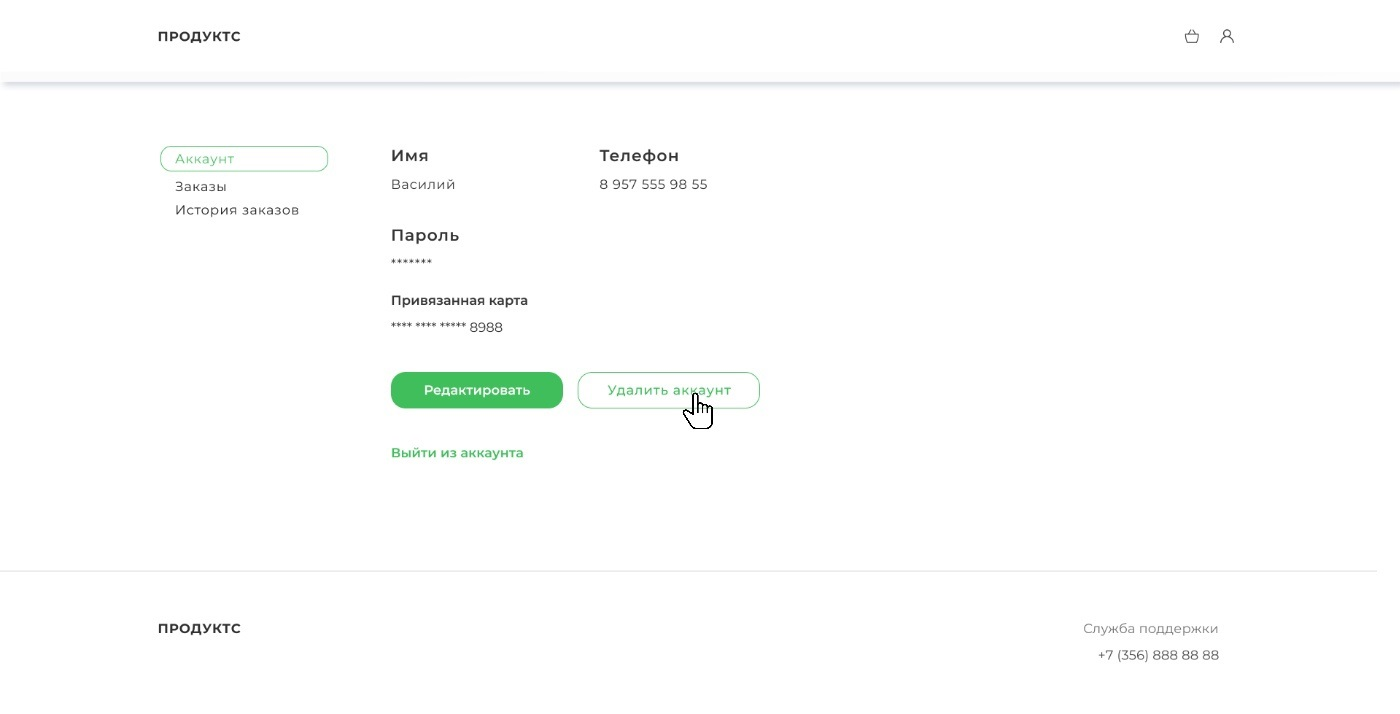 ПРОДУКТС
Аккаунт
Заказы
История заказов
Имя
Василий
Телефон
8 957 555 98 55
Пароль
*******
Привязанная карта
**** **** ***** 8988
Редактировать
Удалить аккаунт
Выйти из аккаунта
ПРОДУКТС
Служба поддержки
+7 (356) 888 88 88